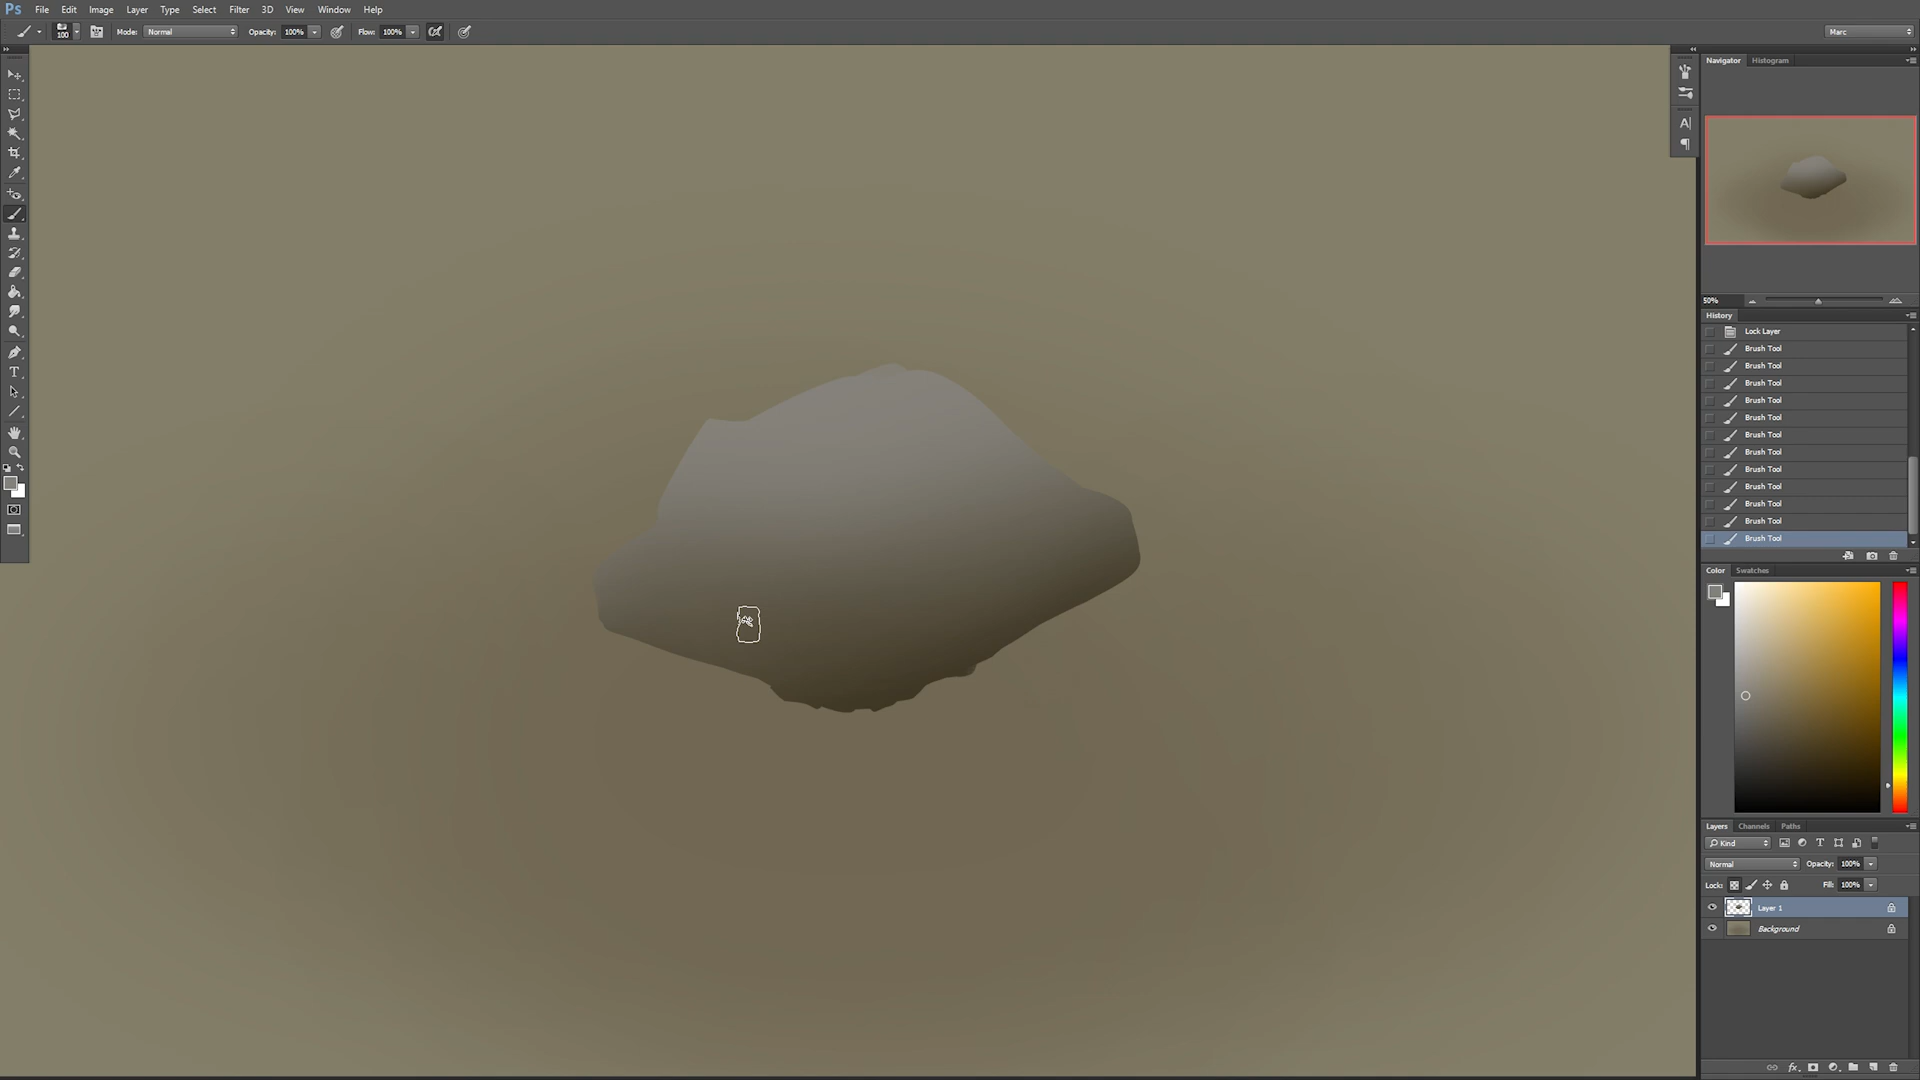 Ps File Edit Image Layer Type Select Filter 3D View Window Help
100 Mode: Normal Opacity: 100% Flow: 100% Marc
Navigator Histogram
50%
History
Lock Layer
Brush Tool
Brush Tool
Brush Tool
Brush Tool
Brush Tool
Brush Tool
Brush Tool
Brush Tool
Brush Tool
Brush Tool
Brush Tool
Brush Tool
Color Swatches
Layers Channels Paths
Kind
Normal Opacity: 100%
Lock: Fill: 100%
Layer 1
Background